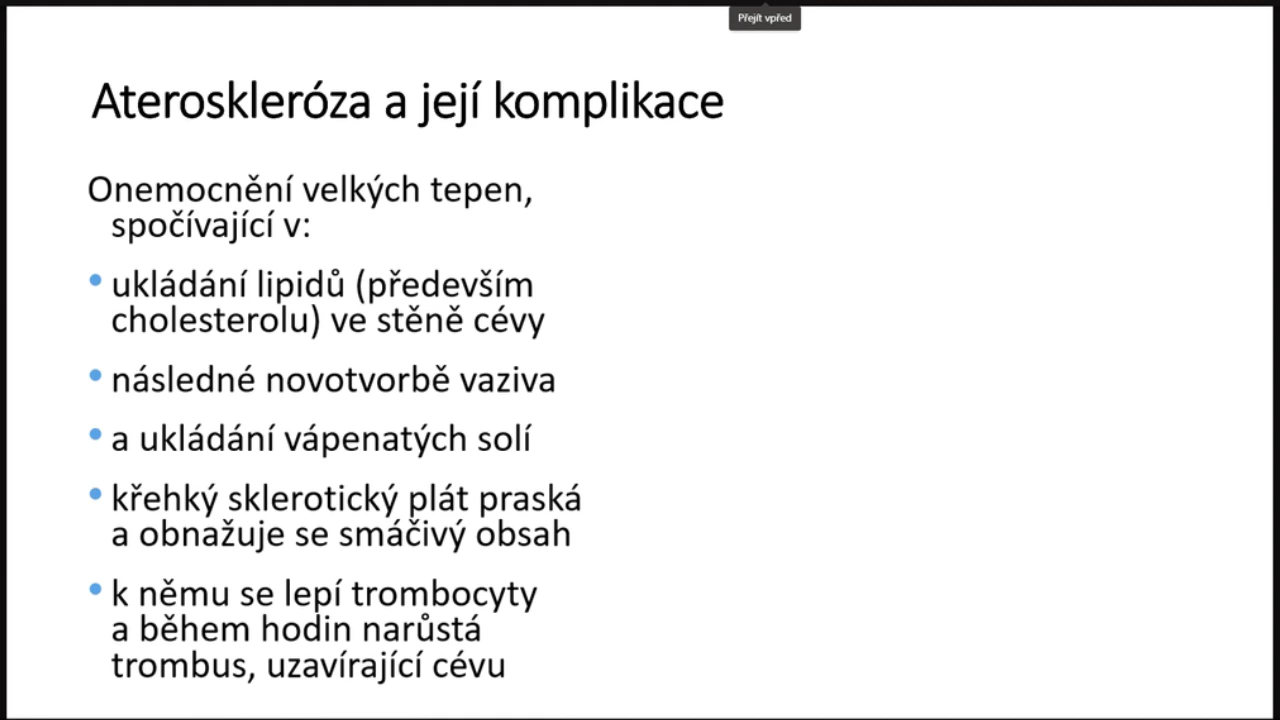 Přejít vpřed
Ateroskleróza a její komplikace
Onemocnění velkých tepen,
spočívající v:
• ukládání lipidů (především
cholesterolu) ve stěně cévy
• následné novotvorbě vaziva
• a ukládání vápenatých solí
• křehký sklerotický plát praská
a obnažuje se smáčivý obsah
• k němu se lepí trombocyty
a během hodin narůstá
trombus, uzavírající cévu